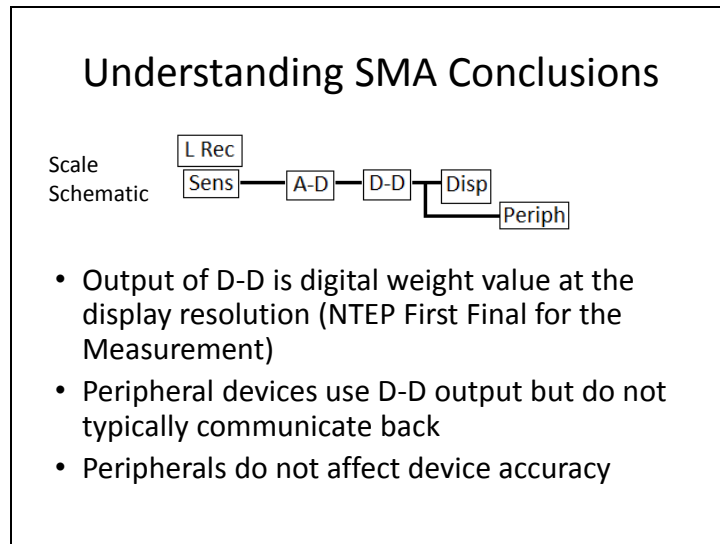 Understanding SMA Conclusions
Scale
Schematic
L Rec
Sens
A-D
D-D
Disp
Periph
• Output of D-D is digital weight value at the
display resolution (NTEP First Final for the
Measurement)
• Peripheral devices use D-D output but do not
typically communicate back
• Peripherals do not affect device accuracy